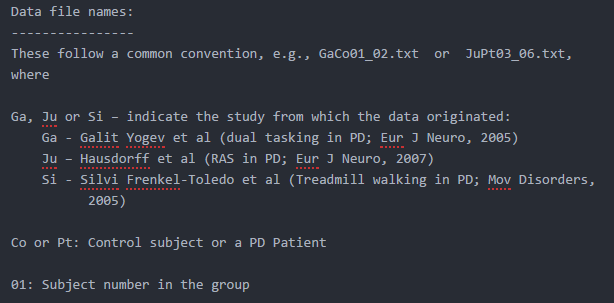 Data file names:
----------------
These follow a common convention, e.g., GaCo01_02.txt  or  JuPt03_06.txt,
where
Ga, Ju or Si – indicate the study from which the data originated:
Ga - Galit Yogev et al (dual tasking in PD; Eur J Neuro, 2005)
Ju – Hausdorff et al (RAS in PD; Eur J Neuro, 2007)
Si - Silvi Frenkel-Toledo et al (Treadmill walking in PD; Mov Disorders,
2005)
Co or Pt: Control subject or a PD Patient
01: Subject number in the group